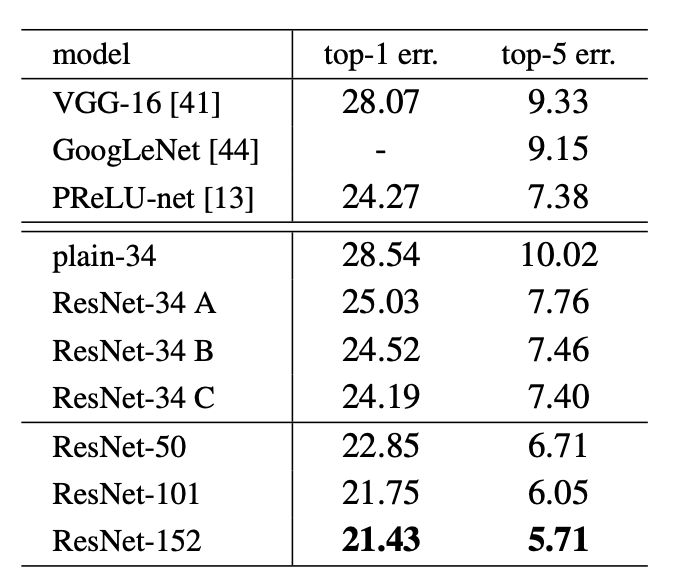 model top-1 err. top-5 err.
VGG-16 [41] 28.07 9.33
GoogLeNet [44] - 9.15
PReLU-net [13] 24.27 7.38
plain-34 28.54 10.02
ResNet-34 A 25.03 7.76
ResNet-34 B 24.52 7.46
ResNet-34 C 24.19 7.40
ResNet-50 22.85 6.71
ResNet-101 21.75 6.05
ResNet-152 21.43 5.71